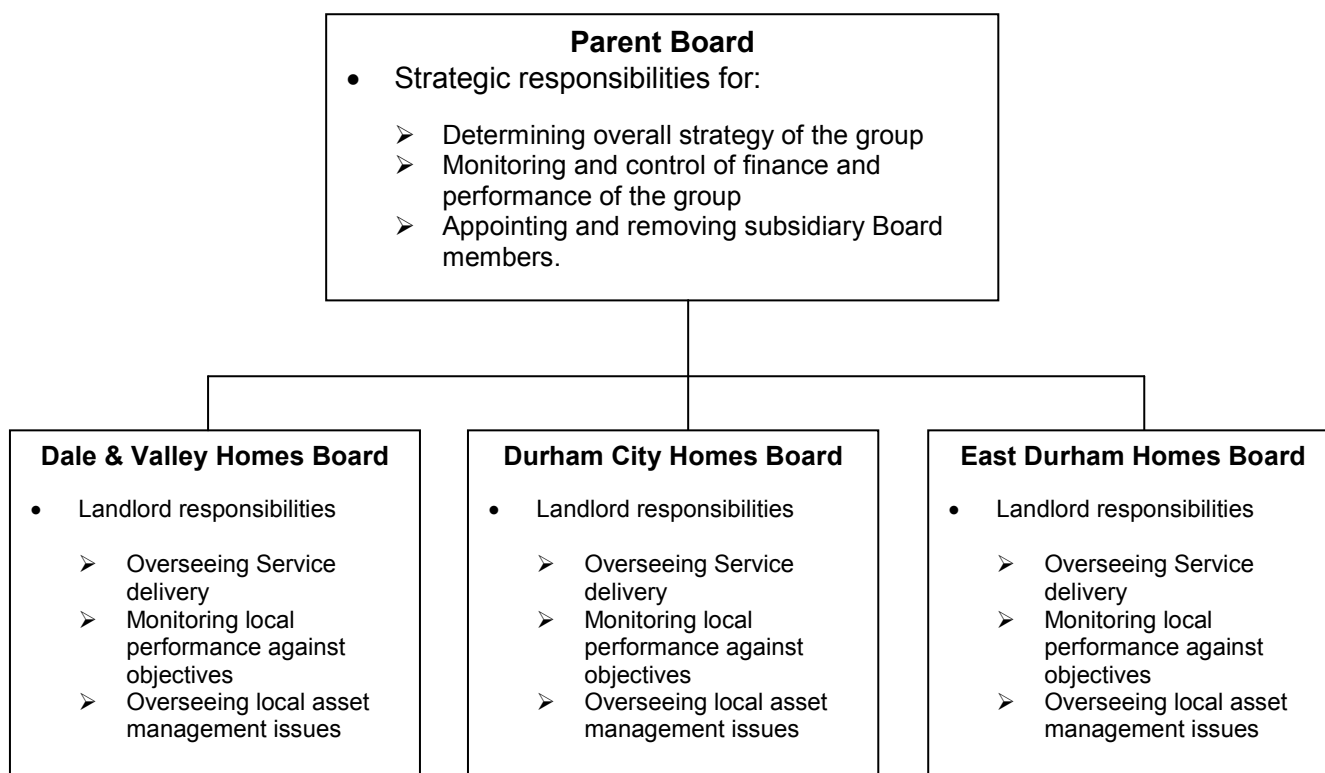 Parent Board
• Strategic responsibilities for:
➢ Determining overall strategy of the group
➢ Monitoring and control of finance and
performance of the group
➢ Appointing and removing subsidiary Board
members.
Dale & Valley Homes Board
• Landlord responsibilities
➢ Overseeing Service
delivery
➢ Monitoring local
performance against
objectives
➢ Overseeing local asset
management issues
Durham City Homes Board
• Landlord responsibilities
➢ Overseeing Service
delivery
➢ Monitoring local
performance against
objectives
➢ Overseeing local asset
management issues
East Durham Homes Board
• Landlord responsibilities
➢ Overseeing Service
delivery
➢ Monitoring local
performance against
objectives
➢ Overseeing local asset
management issues